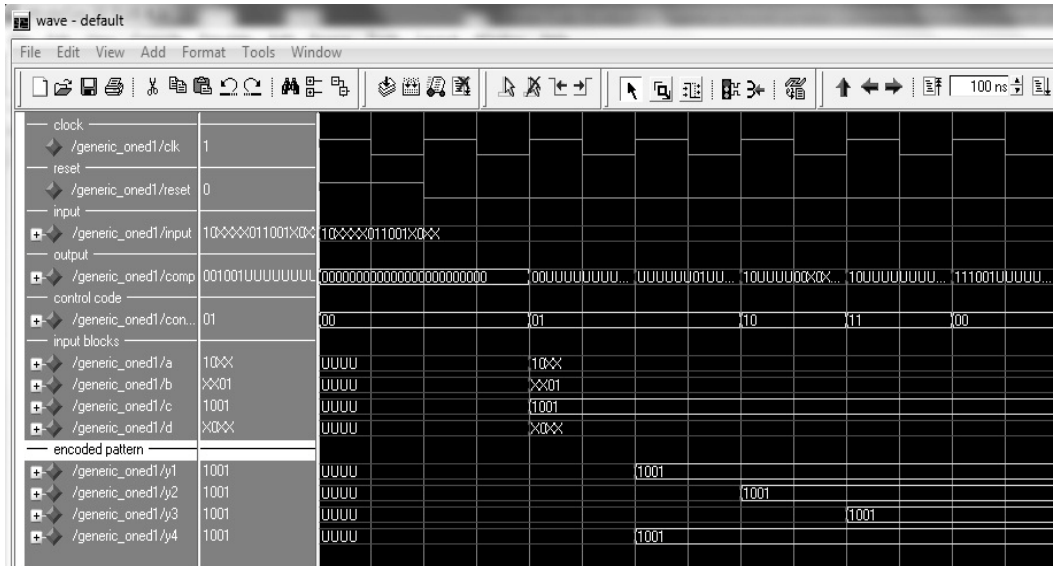 wave - default
File Edit View Add Format Tools Window
100 ns
clock
/generic_oned1/clk 1
reset
/generic_oned1/reset 0
input
/generic_oned1/input 10XXXX011001X0X 10XXXX011001X0XX
output
/generic_oned1/comp 001001UUUUUUUU 000000000000000000000000 00UUUUUUUU... UUUUUU01UU... 10UUUU00X0X... 10UUUUUUUU... 111001UUUUU...
control code
/generic_oned1/con... 01 00 01 10 11 00
input blocks
/generic_oned1/a 10XX UUUU 10XX
/generic_oned1/b XX01 UUUU XX01
/generic_oned1/c 1001 UUUU 1001
/generic_oned1/d X0XX UUUU X0XX
encoded pattern
/generic_oned1/y1 1001 UUUU 1001
/generic_oned1/y2 1001 UUUU 1001
/generic_oned1/y3 1001 UUUU 1001
/generic_oned1/y4 1001 UUUU 1001